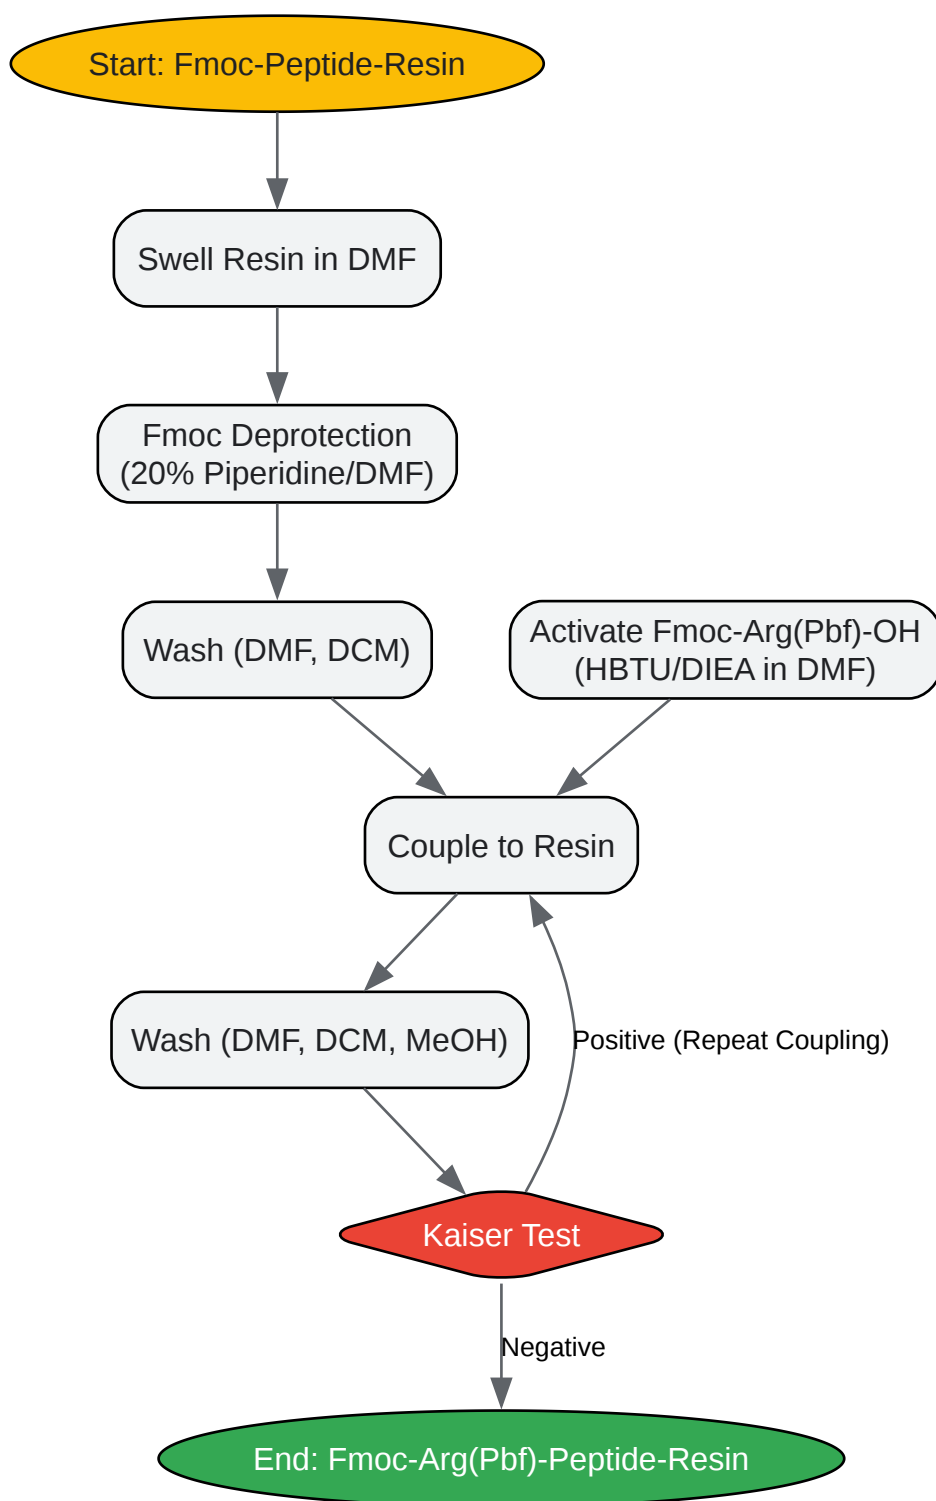 Start: Fmoc-Peptide-Resin
Swell Resin in DMF
Fmoc Deprotection
(20% Piperidine/DMF)
Wash (DMF, DCM)
Activate Fmoc-Arg(Pbf)-OH
(HBTU/DIEA in DMF)
Couple to Resin
Wash (DMF, DCM, MeOH)
Positive (Repeat Coupling)
Kaiser Test
Negative
End: Fmoc-Arg(Pbf)-Peptide-Resin